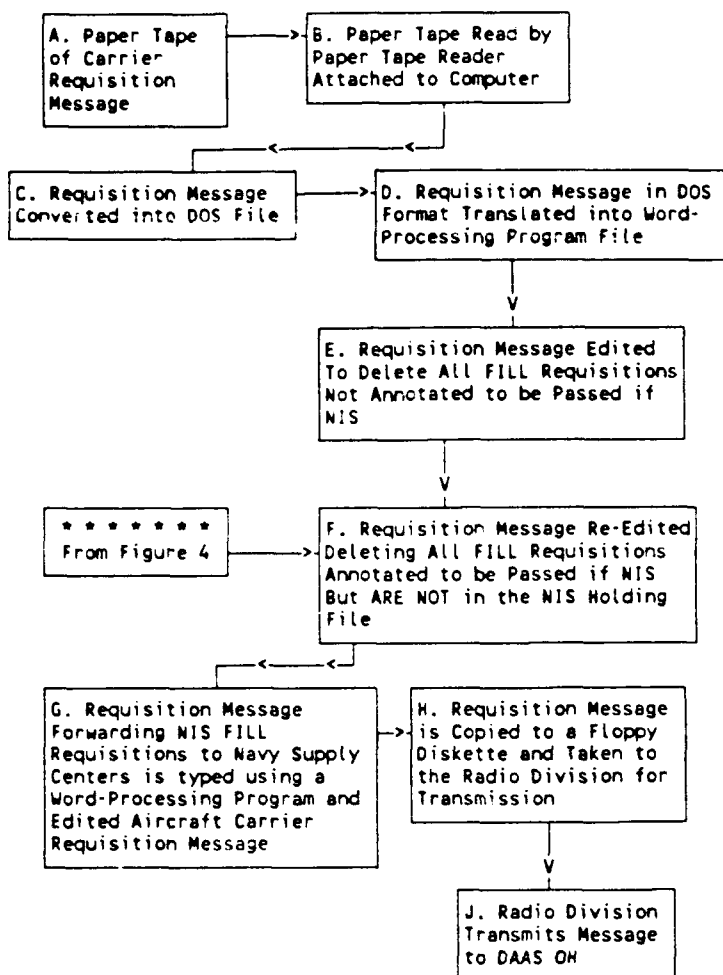 A. Paper Tape
of Carrier
Requisition
Message
B. Paper Tape Read by
Paper Tape Reader
Attached to Computer
C. Requisition Message
Converted into DOS File
D. Requisition Message in DOS
Format Translated into Word-
Processing Program File
E. Requisition Message Edited
To Delete All FILL Requisitions
Not Annotated to be Passed if
NIS
* * * * * * *
From Figure 4
F. Requisition Message Re-Edited
Deleting All FILL Requisitions
Annotated to be Passed if NIS
But ARE NOT in the NIS Holding
File
G. Requisition Message
Forwarding NIS FILL
Requisitions to Navy Supply
Centers is typed using a
Word-Processing Program and
Edited Aircraft Carrier
Requisition Message
H. Requisition Message
is Copied to a Floppy
Diskette and Taken to
the Radio Division for
Transmission
J. Radio Division
Transmits Message
to DAAS OH